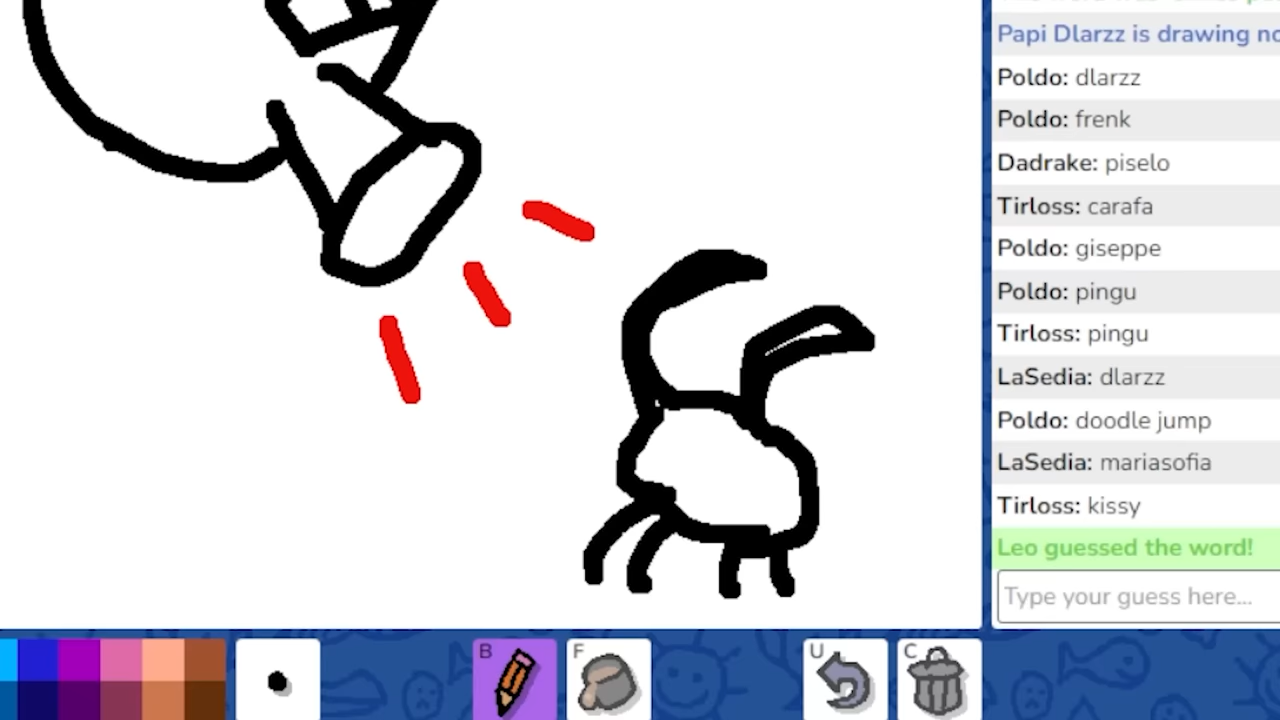 Papi Dlarzz is drawing no
Poldo: dlarzz
Poldo: frenk
Dadrake: piselo
Tirloss: carafa
Poldo: giseppe
Poldo: pingu
Tirloss: pingu
LaSedia: dlarzz
Poldo: doodle jump
LaSedia: mariasofia
Tirloss: kissy
Leo guessed the word!
Type your guess here...
B F U C